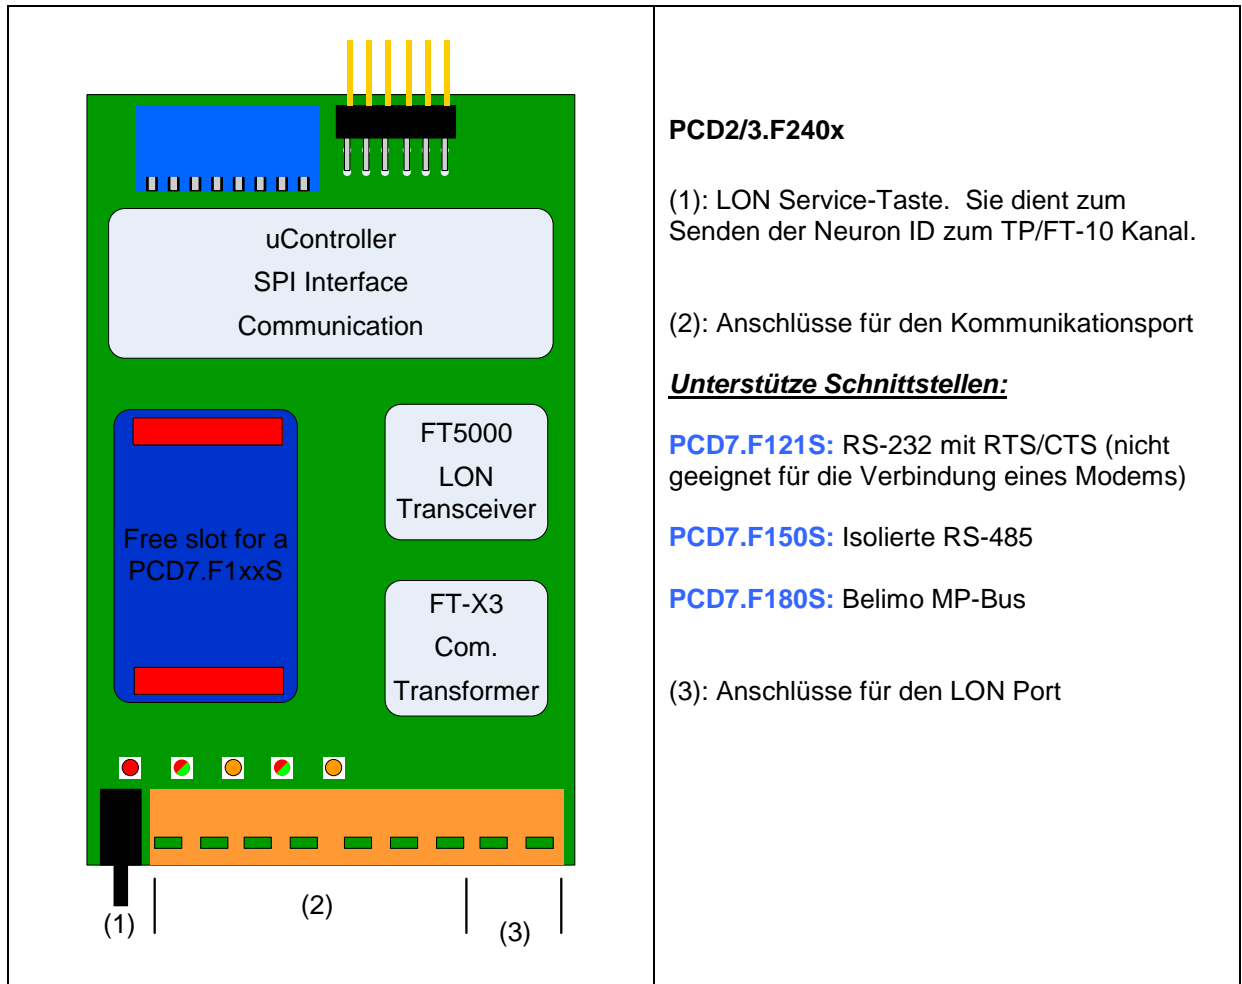 uController
SPI Interface
Communication
Free slot for a
PCD7.F1xxS
FT5000
LON
Transceiver
FT-X3
Com.
Transformer
(1)
(2)
(3)
PCD2/3.F240x
(1): LON Service-Taste.  Sie dient zum
Senden der Neuron ID zum TP/FT-10 Kanal.
(2): Anschlüsse für den Kommunikationsport
Unterstütze Schnittstellen:
PCD7.F121S: RS-232 mit RTS/CTS (nicht
geeignet für die Verbindung eines Modems)
PCD7.F150S: Isolierte RS-485
PCD7.F180S: Belimo MP-Bus
(3): Anschlüsse für den LON Port